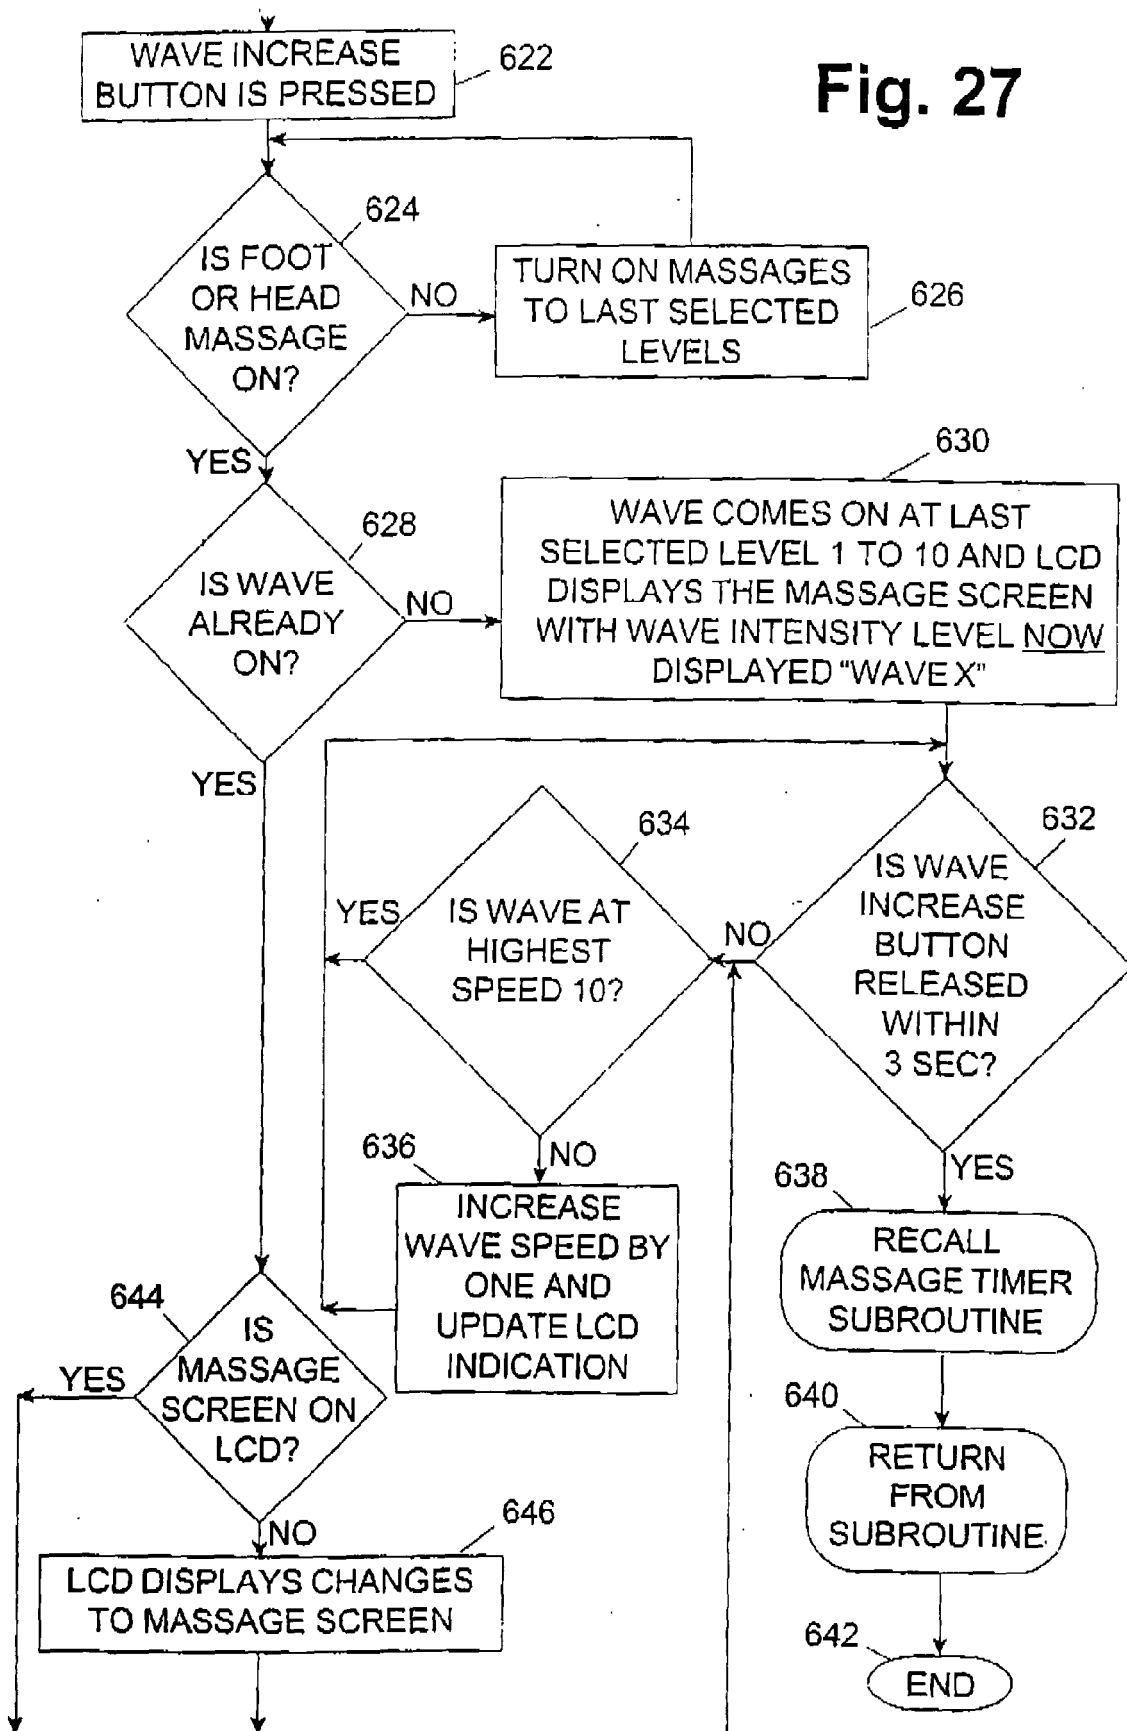 Fig. 27
WAVE INCREASE
BUTTON IS PRESSED
622
624
IS FOOT
OR HEAD
MASSAGE
ON?
NO
TURN ON MASSAGES
TO LAST SELECTED
LEVELS
626
YES
628
IS WAVE
ALREADY
ON?
NO
630
WAVE COMES ON AT LAST
SELECTED LEVEL 1 TO 10 AND LCD
DISPLAYS THE MASSAGE SCREEN
WITH WAVE INTENSITY LEVEL NOW
DISPLAYED "WAVE X"
YES
632
IS WAVE
INCREASE
BUTTON
RELEASED
WITHIN
3 SEC?
NO
634
IS WAVE AT
HIGHEST
SPEED 10?
YES
NO
636
INCREASE
WAVE SPEED BY
ONE AND
UPDATE LCD
INDICATION
YES
638
RECALL
MASSAGE TIMER
SUBROUTINE
640
RETURN
FROM
SUBROUTINE
642
END
644
IS
MASSAGE
SCREEN ON
LCD?
YES
NO
646
LCD DISPLAYS CHANGES
TO MASSAGE SCREEN